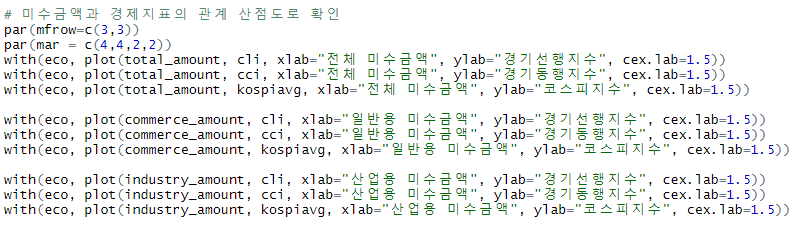 # 미수금액과 경제지표의 관계 산점도로 확인
par(mfrow=c(3,3))
par(mar = c(4,4,2,2))
with(eco, plot(total_amount, cli, xlab="전체 미수금액", ylab="경기선행지수", cex.lab=1.5))
with(eco, plot(total_amount, cci, xlab="전체 미수금액", ylab="경기동행지수", cex.lab=1.5))
with(eco, plot(total_amount, kospiavg, xlab="전체 미수금액", ylab="코스피지수", cex.lab=1.5))
with(eco, plot(commerce_amount, cli, xlab="일반용 미수금액", ylab="경기선행지수", cex.lab=1.5))
with(eco, plot(commerce_amount, cci, xlab="일반용 미수금액", ylab="경기동행지수", cex.lab=1.5))
with(eco, plot(commerce_amount, kospiavg, xlab="일반용 미수금액", ylab="코스피지수", cex.lab=1.5))
with(eco, plot(industry_amount, cli, xlab="산업용 미수금액", ylab="경기선행지수", cex.lab=1.5))
with(eco, plot(industry_amount, cci, xlab="산업용 미수금액", ylab="경기동행지수", cex.lab=1.5))
with(eco, plot(industry_amount, kospiavg, xlab="산업용 미수금액", ylab="코스피지수", cex.lab=1.5))